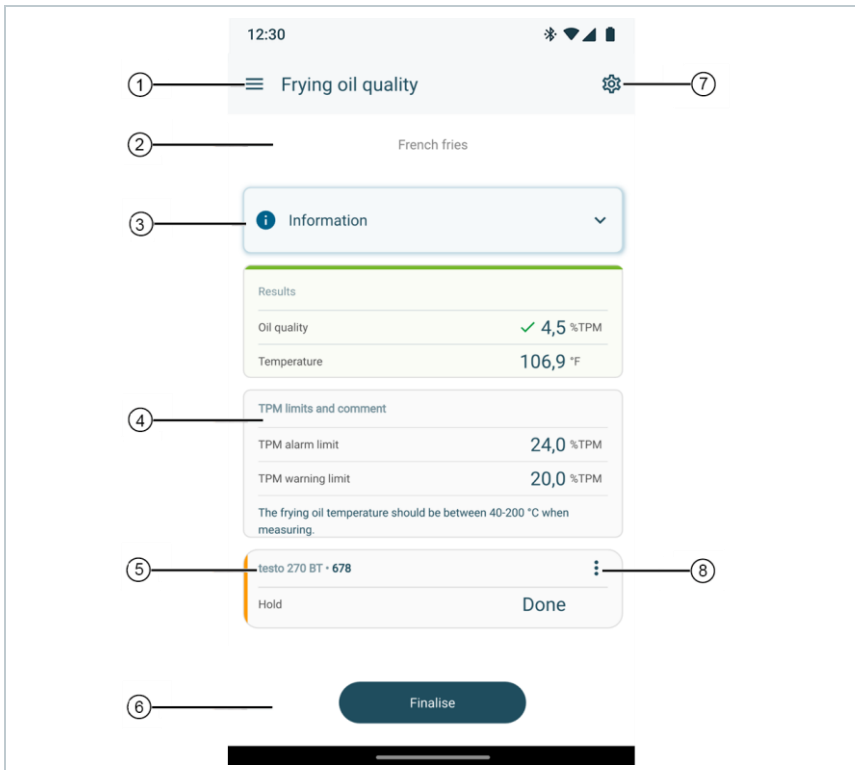 12:30
① Frying oil quality ⑦
② French fries
③ Information
Results
Oil quality 4,5 %TPM
Temperature 106,9 °F
④ TPM limits and comment
TPM alarm limit 24,0 %TPM
TPM warning limit 20,0 %TPM
The frying oil temperature should be between 40-200 °C when
measuring.
⑤ testo 270 BT • 678 ⑧
Hold Done
⑥ Finalise